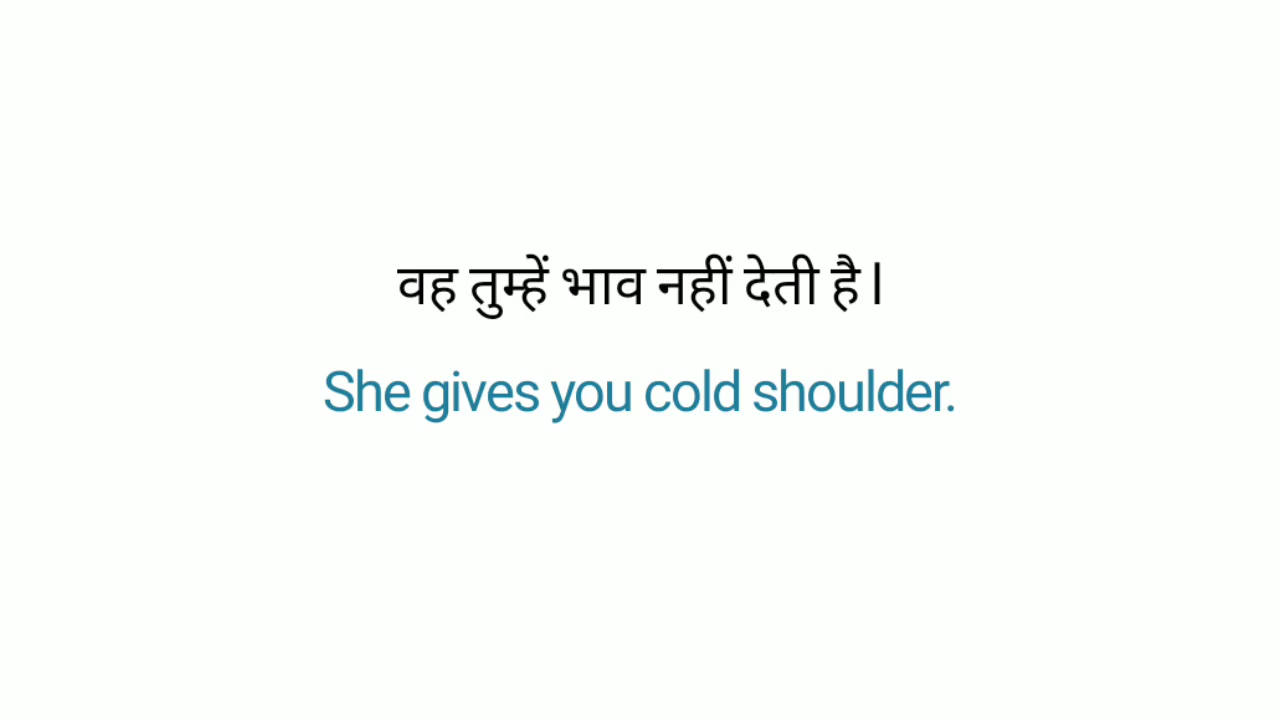 वह तुम्हें भाव नहीं देती है।
She gives you cold shoulder.